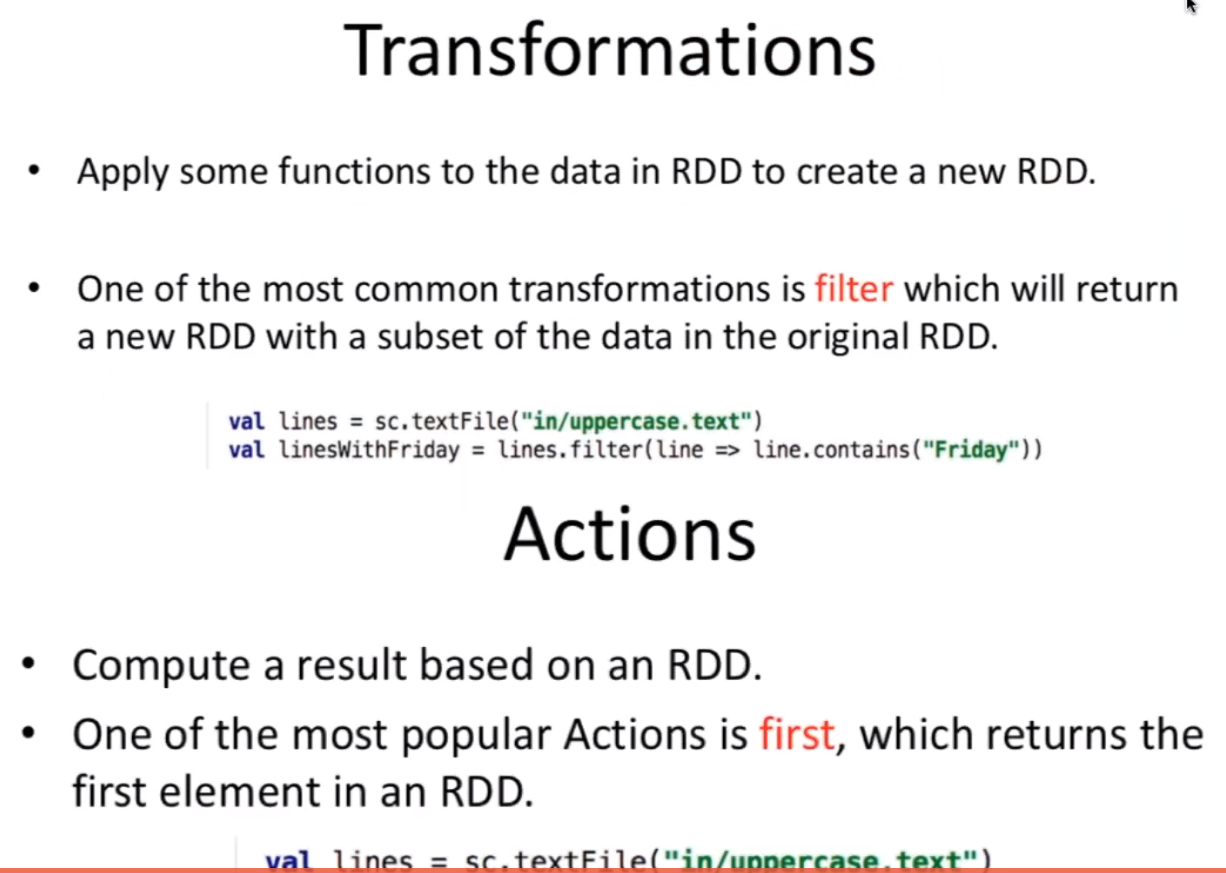 Transformations
• Apply some functions to the data in RDD to create a new RDD.
• One of the most common transformations is filter which will return
a new RDD with a subset of the data in the original RDD.
val lines = sc.textFile("in/uppercase.text")
val linesWithFriday = lines.filter(line => line.contains("Friday"))
Actions
• Compute a result based on an RDD.
• One of the most popular Actions is first, which returns the
first element in an RDD.
val lines = sc.textFile("in/uppercase.text")